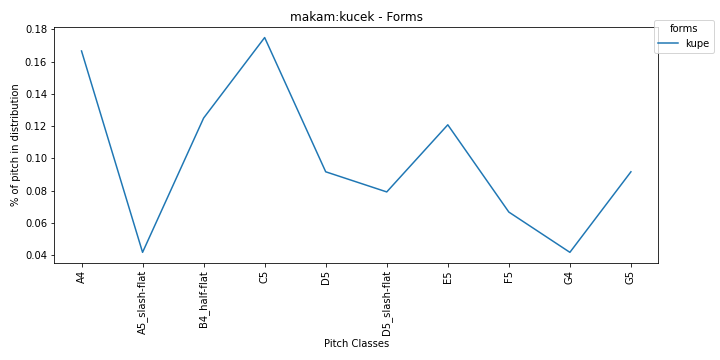 makam:kucek - Forms
forms
kupe
% of pitch in distribution
0.18
0.16
0.14
0.12
0.10
0.08
0.06
0.04
A4
A5_slash-flat
B4_half-flat
C5
D5
D5_slash-flat
E5
F5
G4
G5
Pitch Classes